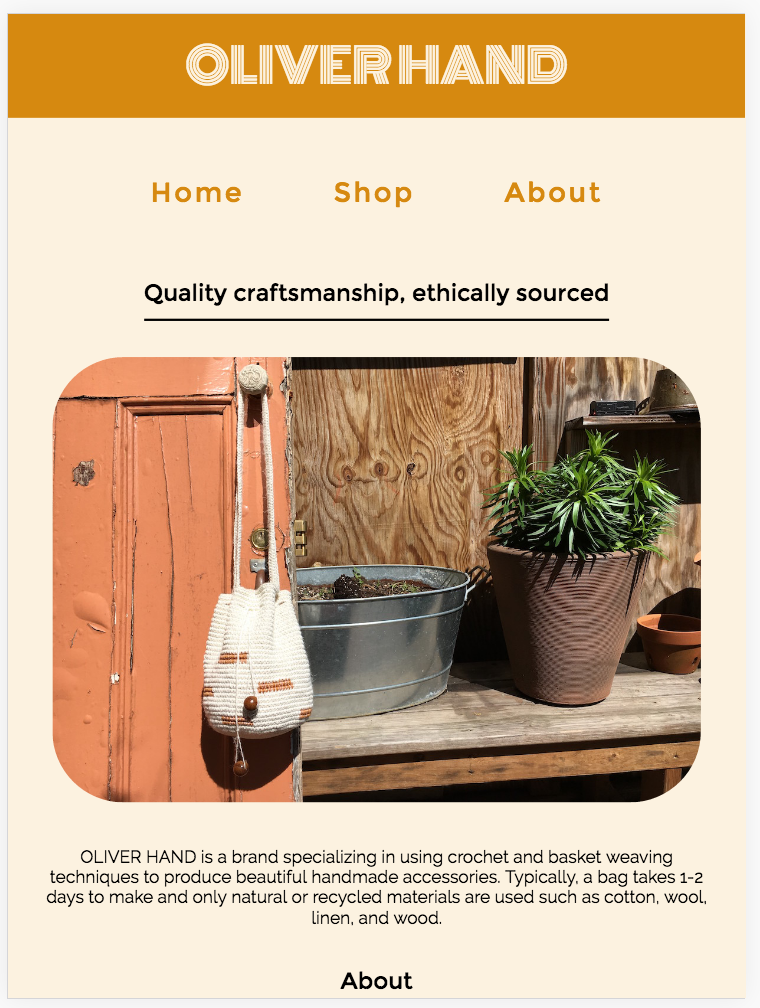 OLIVER HAND
Home Shop About
Quality craftsmanship, ethically sourced
OLIVER HAND is a brand specializing in using crochet and basket weaving
techniques to produce beautiful handmade accessories. Typically, a bag takes 1-2
days to make and only natural or recycled materials are used such as cotton, wool,
linen, and wood.
About